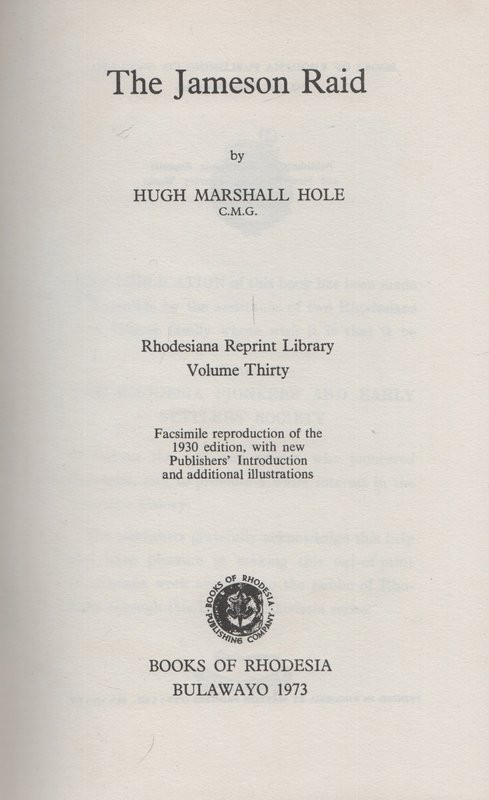 The Jameson Raid
by
HUGH MARSHALL HOLE
C.M.G.
Rhodesiana Reprint Library
Volume Thirty
Facsimile reproduction of the
1930 edition, with new
Publishers' Introduction
and additional illustrations
BOOKS OF RHODESIA
PUBLISHING COMPANY
BOOKS OF RHODESIA
BULAWAYO 1973